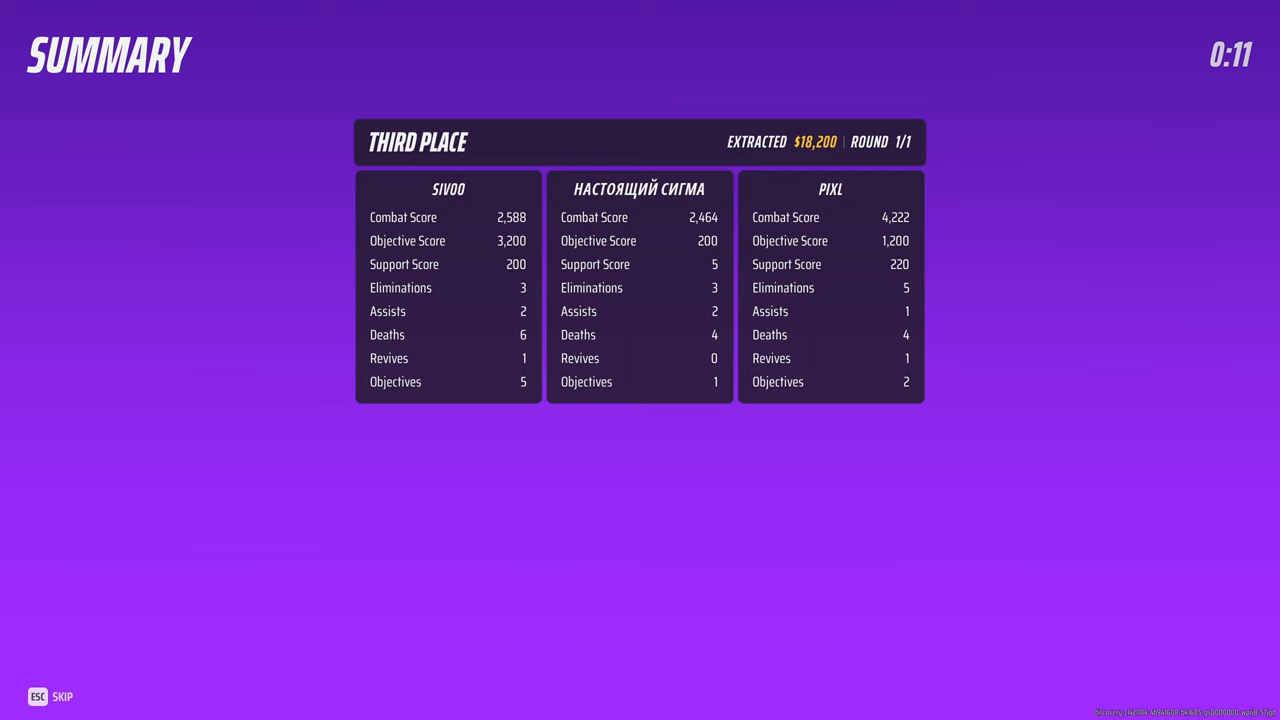 SUMMARY
0:11
THIRD PLACE
EXTRACTED $18,200 | ROUND 1/1
SIVOO
Combat Score 2,588
Objective Score 3,200
Support Score 200
Eliminations 3
Assists 2
Deaths 6
Revives 1
Objectives 5
НАСТОЯЩИЙ СИГМА
Combat Score 2,464
Objective Score 200
Support Score 5
Eliminations 3
Assists 2
Deaths 4
Revives 0
Objectives 1
PIXL
Combat Score 4,222
Objective Score 1,200
Support Score 220
Eliminations 5
Assists 1
Deaths 4
Revives 1
Objectives 2
ESC SKIP